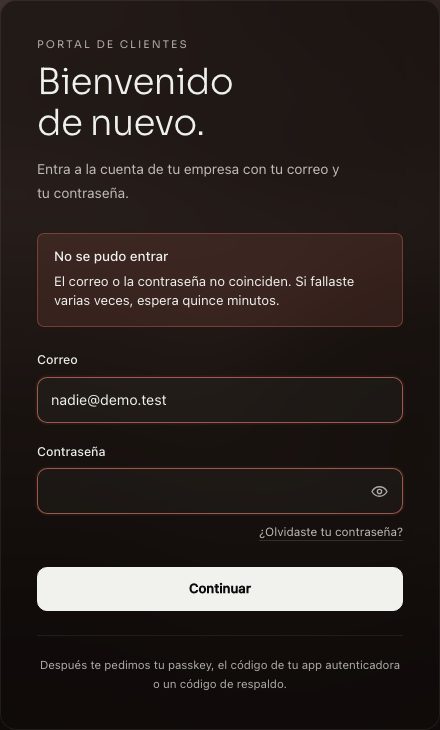 PORTAL DE CLIENTES
Bienvenido
de nuevo.
Entra a la cuenta de tu empresa con tu correo y
tu contraseña.
No se pudo entrar
El correo o la contraseña no coinciden. Si fallaste
varias veces, espera quince minutos.
Correo
nadie@demo.test
Contraseña
¿Olvidaste tu contraseña?
Continuar
Después te pedimos tu passkey, el código de tu app autenticadora
o un código de respaldo.